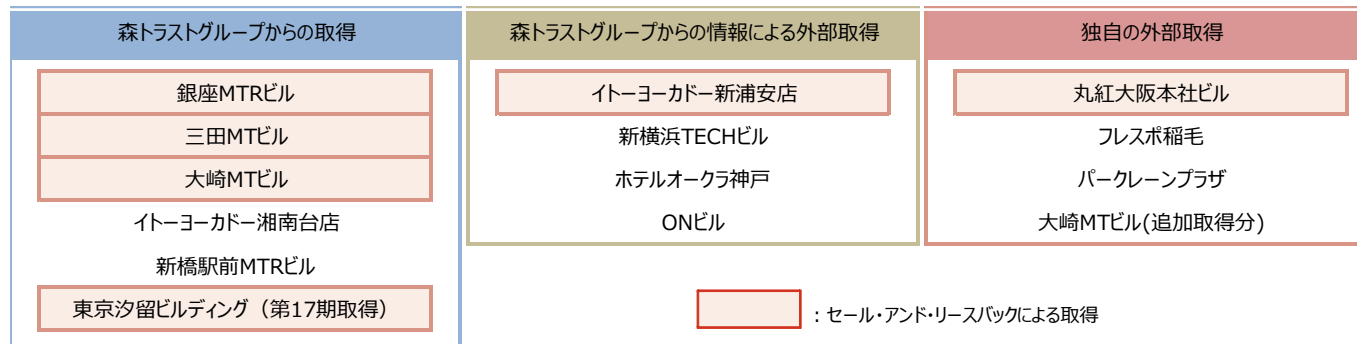 森トラストグループからの取得
銀座MTRビル
三田MTビル
大崎MTビル
イトーヨーカドー湘南台店
新橋駅前MTRビル
東京汐留ビルディング（第17期取得）
森トラストグループからの情報による外部取得
イトーヨーカドー新浦安店
新横浜TECHビル
ホテルオークラ神戸
ONビル
独自の外部取得
丸紅大阪本社ビル
フレスポ稲毛
パークレーンプラザ
大崎MTビル(追加取得分)
：セール・アンド・リースバックによる取得